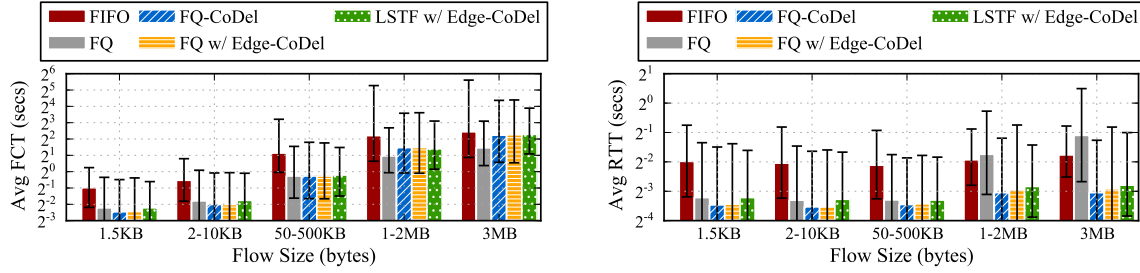 FIFO FQ-CoDel LSTF w/ Edge-CoDel
FQ FQ w/ Edge-CoDel
Avg FCT (secs)
2^6
2^5
2^4
2^3
2^2
2^1
2^0
2^-1
2^-2
2^-3
1.5KB 2-10KB 50-500KB 1-2MB 3MB
Flow Size (bytes)
FIFO FQ-CoDel LSTF w/ Edge-CoDel
FQ FQ w/ Edge-CoDel
Avg RTT (secs)
2^1
2^0
2^-1
2^-2
2^-3
2^-4
1.5KB 2-10KB 50-500KB 1-2MB 3MB
Flow Size (bytes)